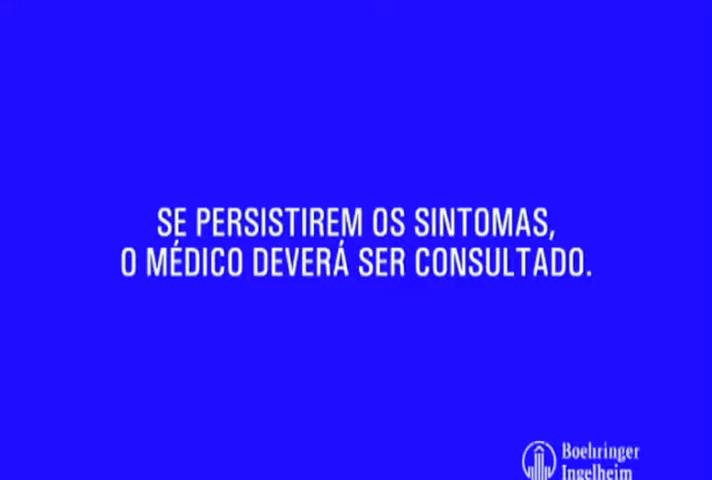 SE PERSISTIREM OS SINTOMAS,
O MÉDICO DEVERÁ SER CONSULTADO.
Boehringer
Ingelheim